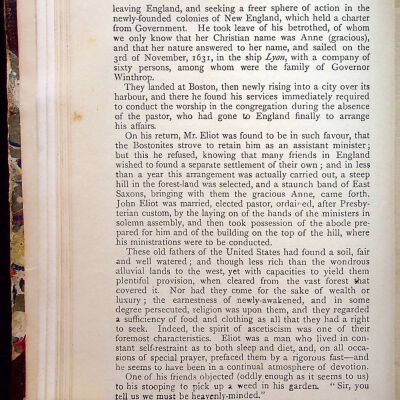 leaving England, and seeking a freer sphere of action in the
newly-founded colonies of New England, which held a charter
from Government. He took leave of his betrothed, of whom
we only know that her Christian name was Anne (gracious),
and that her nature answered to her name, and sailed on the
3rd of November, 1631, in the ship Lyon, with a company of
sixty persons, among whom were the family of Governor
Winthrop.
They landed at Boston, then newly rising into a city over its
harbour, and there he found his services immediately required
to conduct the worship in the congregation during the absence
of the pastor, who had gone to England finally to arrange
his affairs.
On his return, Mr. Eliot was found to be in such favour, that
the Bostonites strove to retain him as an assistant minister;
but this he refused, knowing that many friends in England
wished to found a separate settlement of their own; and in less
than a year this arrangement was actually carried out, a steep
hill in the forest-land was selected, and a staunch band of East
Saxons, bringing with them the gracious Anne, came forth.
John Eliot was married, elected pastor, ordained, after Presby-
terian custom, by the laying on of the hands of the ministers in
solemn assembly, and then took possession of the abode pre-
pared for him and of the building on the top of the hill, where
his ministrations were to be conducted.
These old fathers of the United States had found a soil, fair
and well watered; and though less rich than the wondrous
alluvial lands to the west, yet with capacities to yield them
plentiful provision, when cleared from the vast forest that
covered it. Nor had they come for the sake of wealth or
luxury; the earnestness of newly-awakened, and in some
degree persecuted, religion was upon them, and they regarded
a sufficiency of food and clothing as all that they had a right
to seek. Indeed, the spirit of ascetiscism was one of their
foremost characteristics. Eliot was a man who lived in con-
stant self-restraint as to both sleep and diet, and, on all occa-
sions of special prayer, prefaced them by a rigorous fast—and
he seems to have been in a continual atmosphere of devotion.
One of his friends objected (oddly enough as it seems to us)
to his stooping to pick up a weed in his garden. "Sir, you
tell us we must be heavenly-minded."